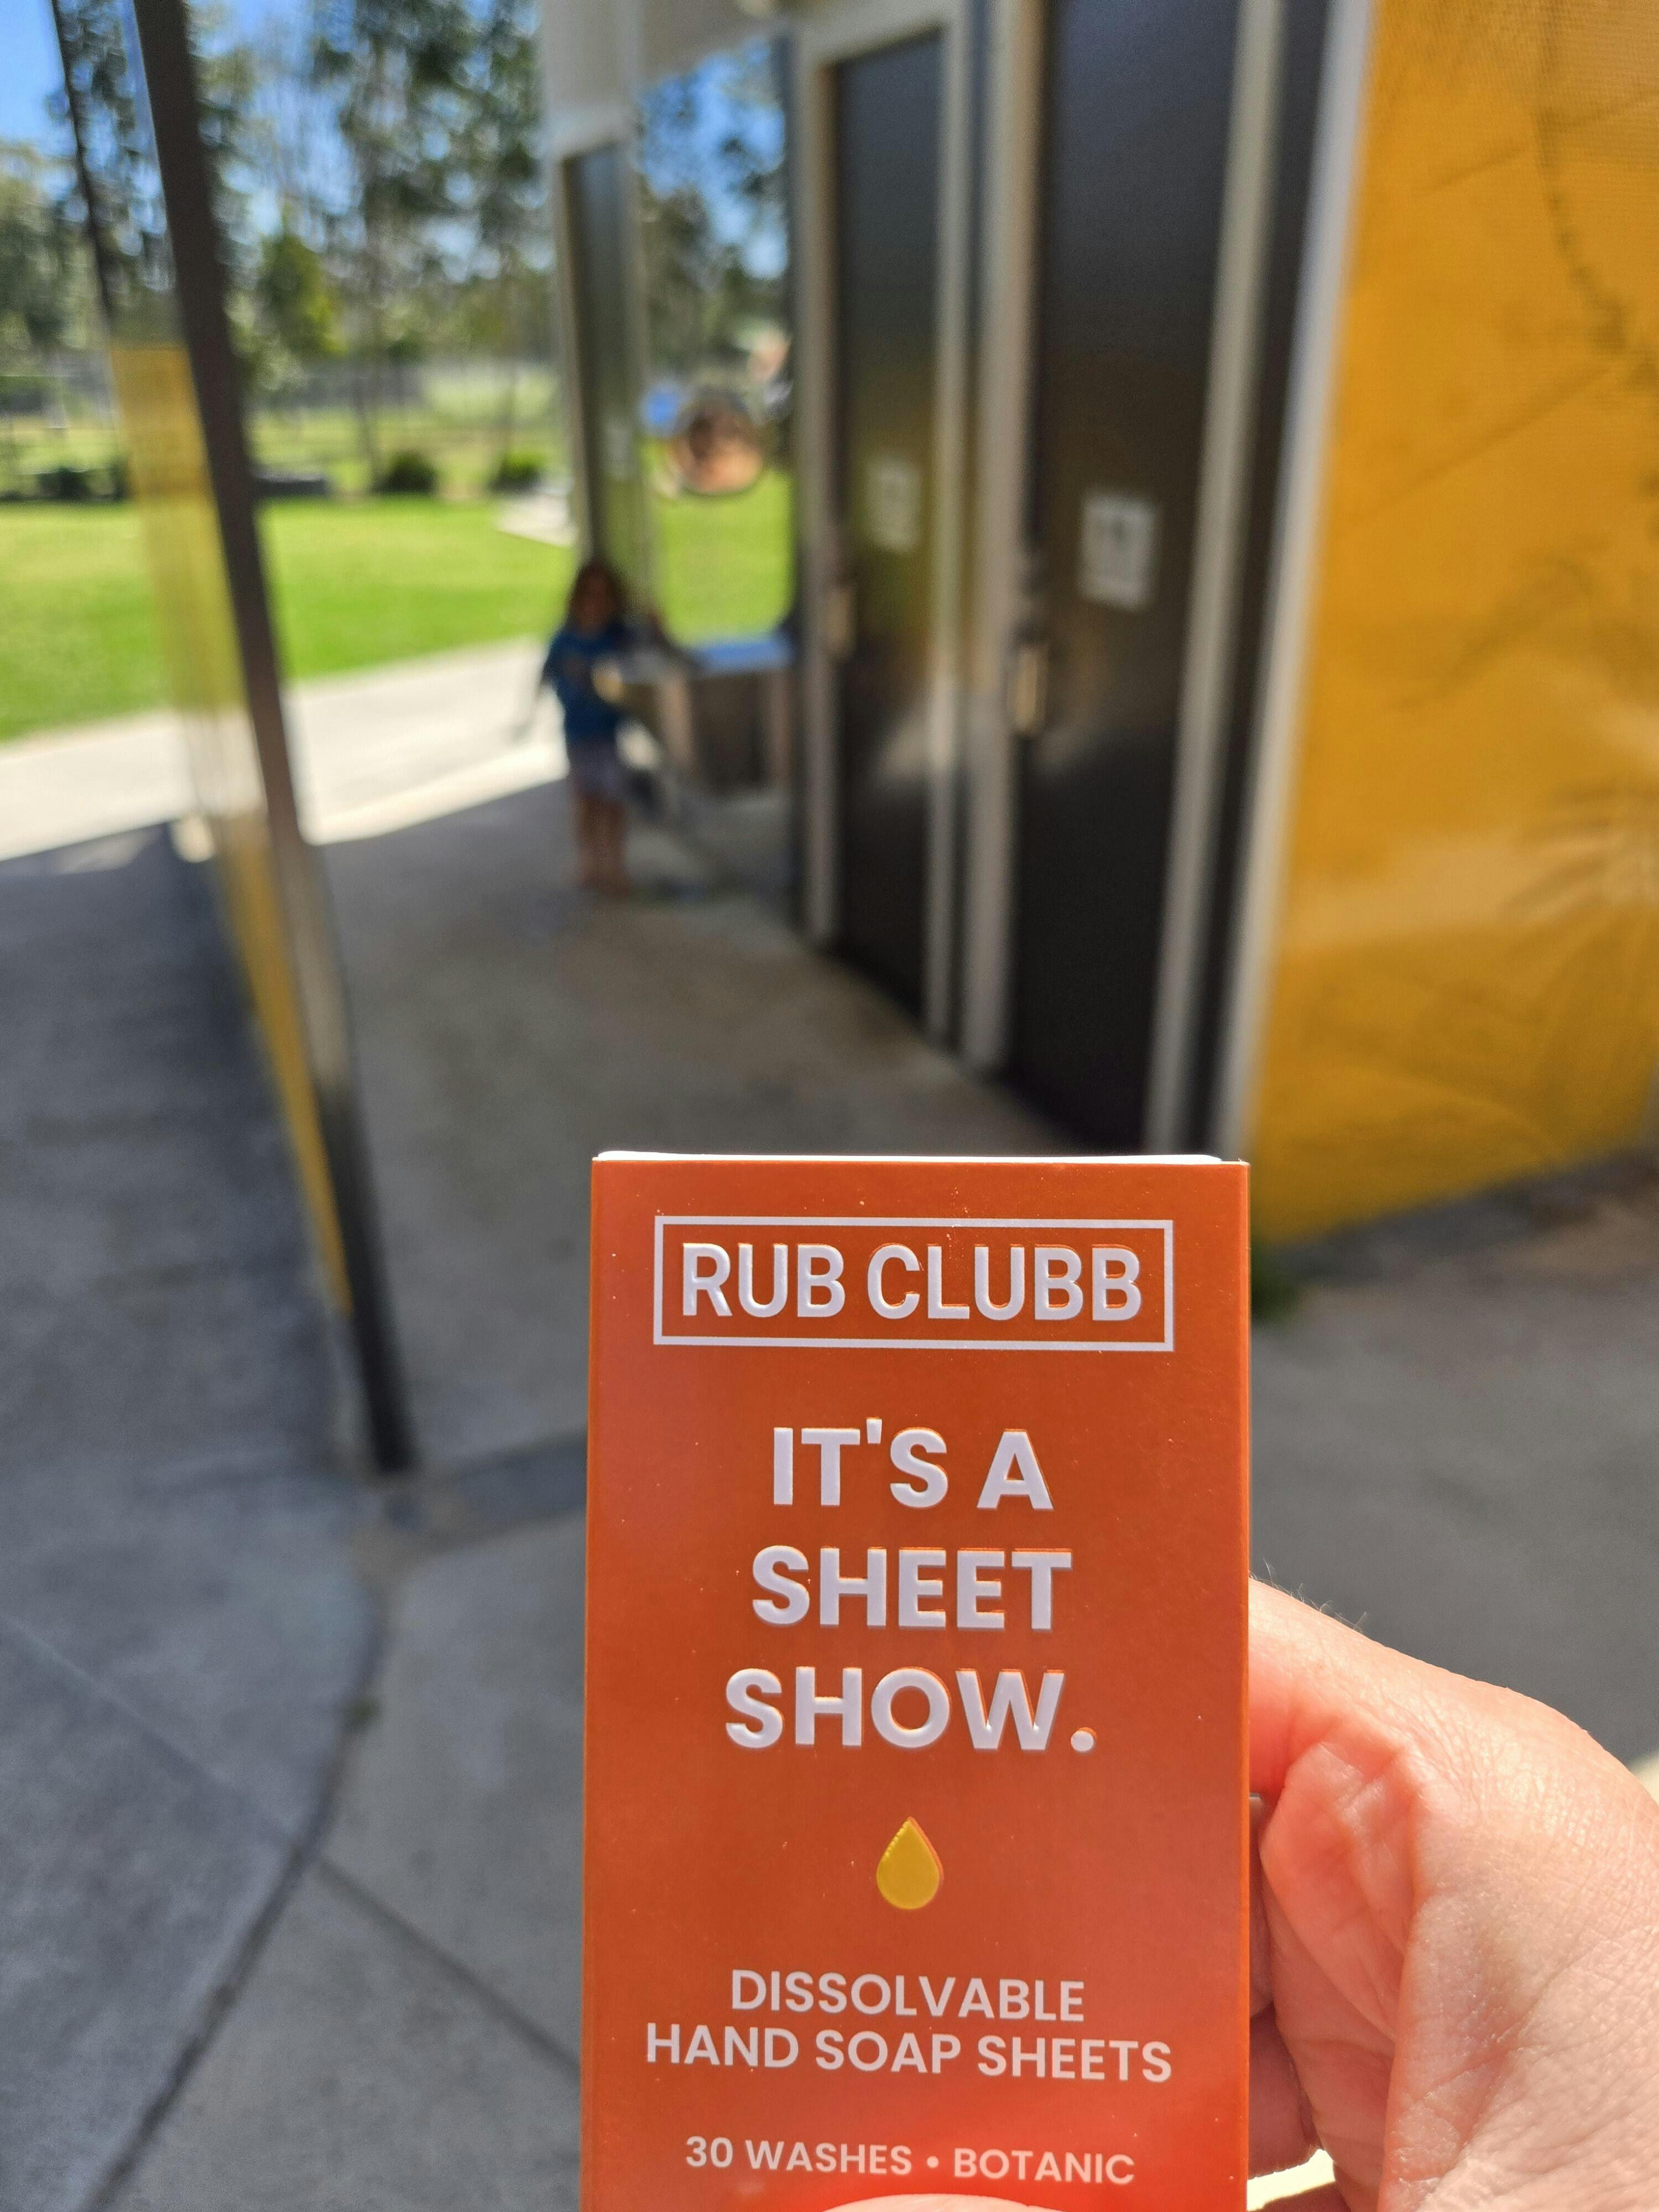 RUB CLUBB
IT'S A
SHEET
SHOW.
DISSOLVABLE
HAND SOAP SHEETS
30 WASHES • BOTANIC